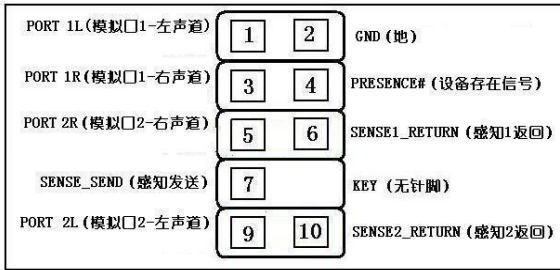 PORT 1L(模拟口1-左声道)
1
2
GND(地)
PORT 1R(模拟口1-右声道)
3
4
PRESENCE#(设备存在信号)
PORT 2R(模拟口2-右声道)
5
6
SENSE1_RETURN(感知1返回)
SENSE_SEND(感知发送)
7
KEY(无针脚)
PORT 2L(模拟口2-左声道)
9
10
SENSE2_RETURN(感知2返回)